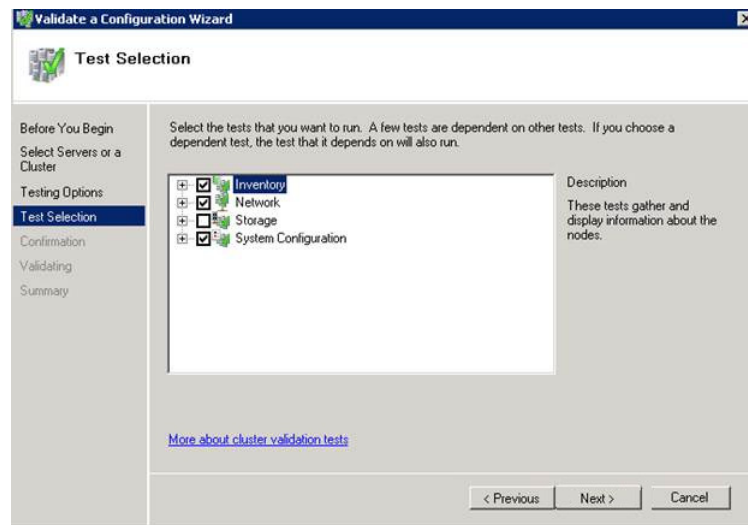 Validate a Configuration Wizard
Test Selection
Before You Begin
Select Servers or a
Cluster
Testing Options
Test Selection
Confirmation
Validating
Summary
Select the tests that you want to run. A few tests are dependent on other tests. If you choose a
dependent test, the test that it depends on will also run.
Inventory
Network
Storage
System Configuration
Description
These tests gather and
display information about the
nodes.
More about cluster validation tests
< Previous
Next >
Cancel